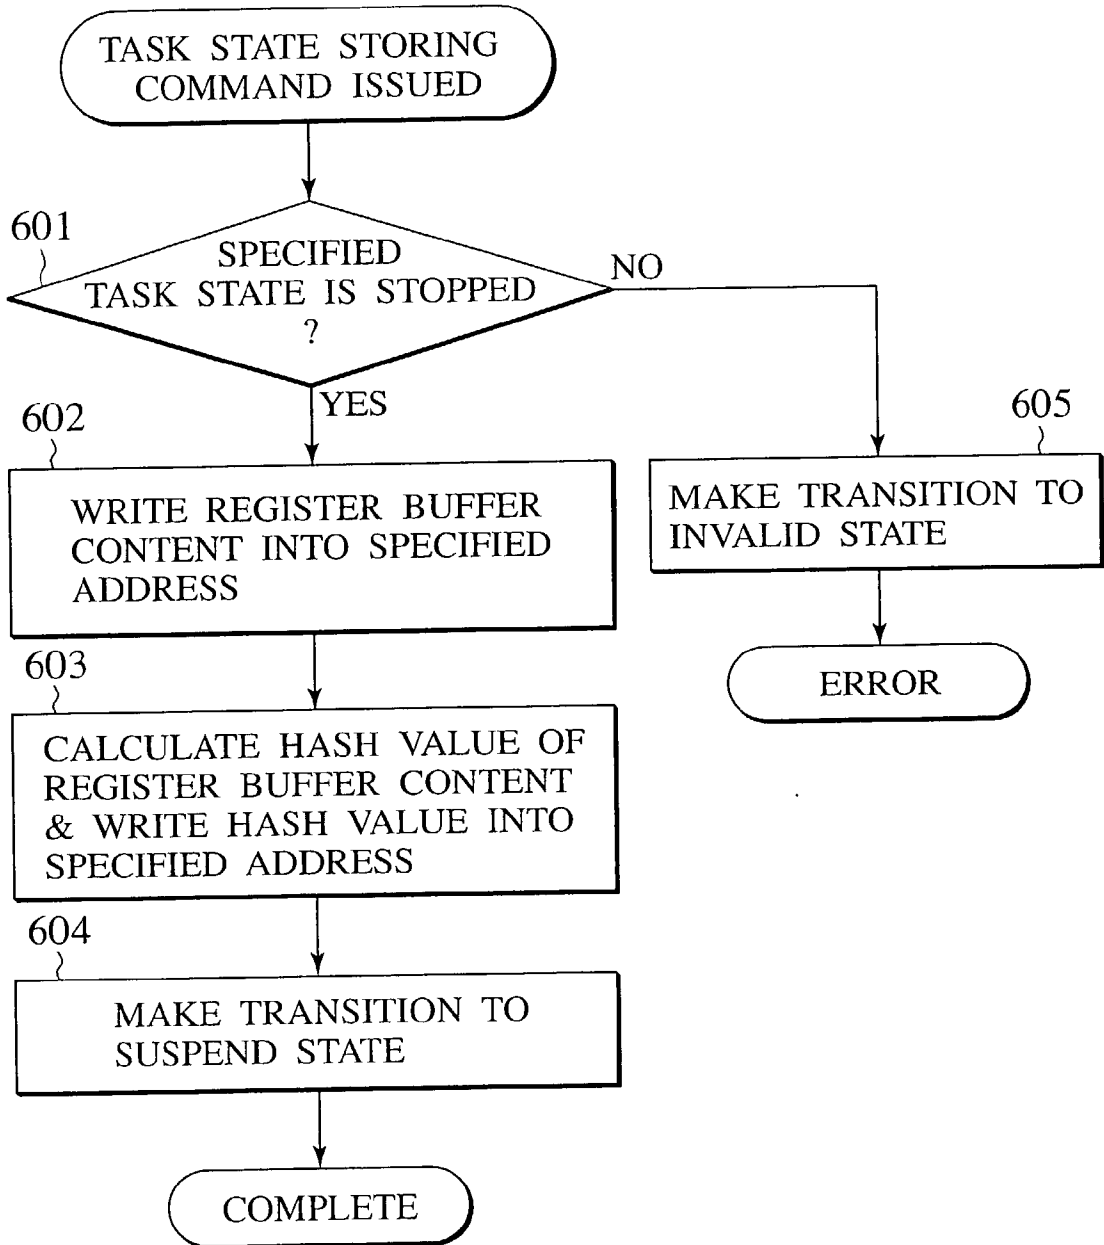 TASK STATE STORING
COMMAND ISSUED
601
SPECIFIED
TASK STATE IS STOPPED
?
NO
YES
602
WRITE REGISTER BUFFER
CONTENT INTO SPECIFIED
ADDRESS
605
MAKE TRANSITION TO
INVALID STATE
ERROR
603
CALCULATE HASH VALUE OF
REGISTER BUFFER CONTENT
& WRITE HASH VALUE INTO
SPECIFIED ADDRESS
604
MAKE TRANSITION TO
SUSPEND STATE
COMPLETE